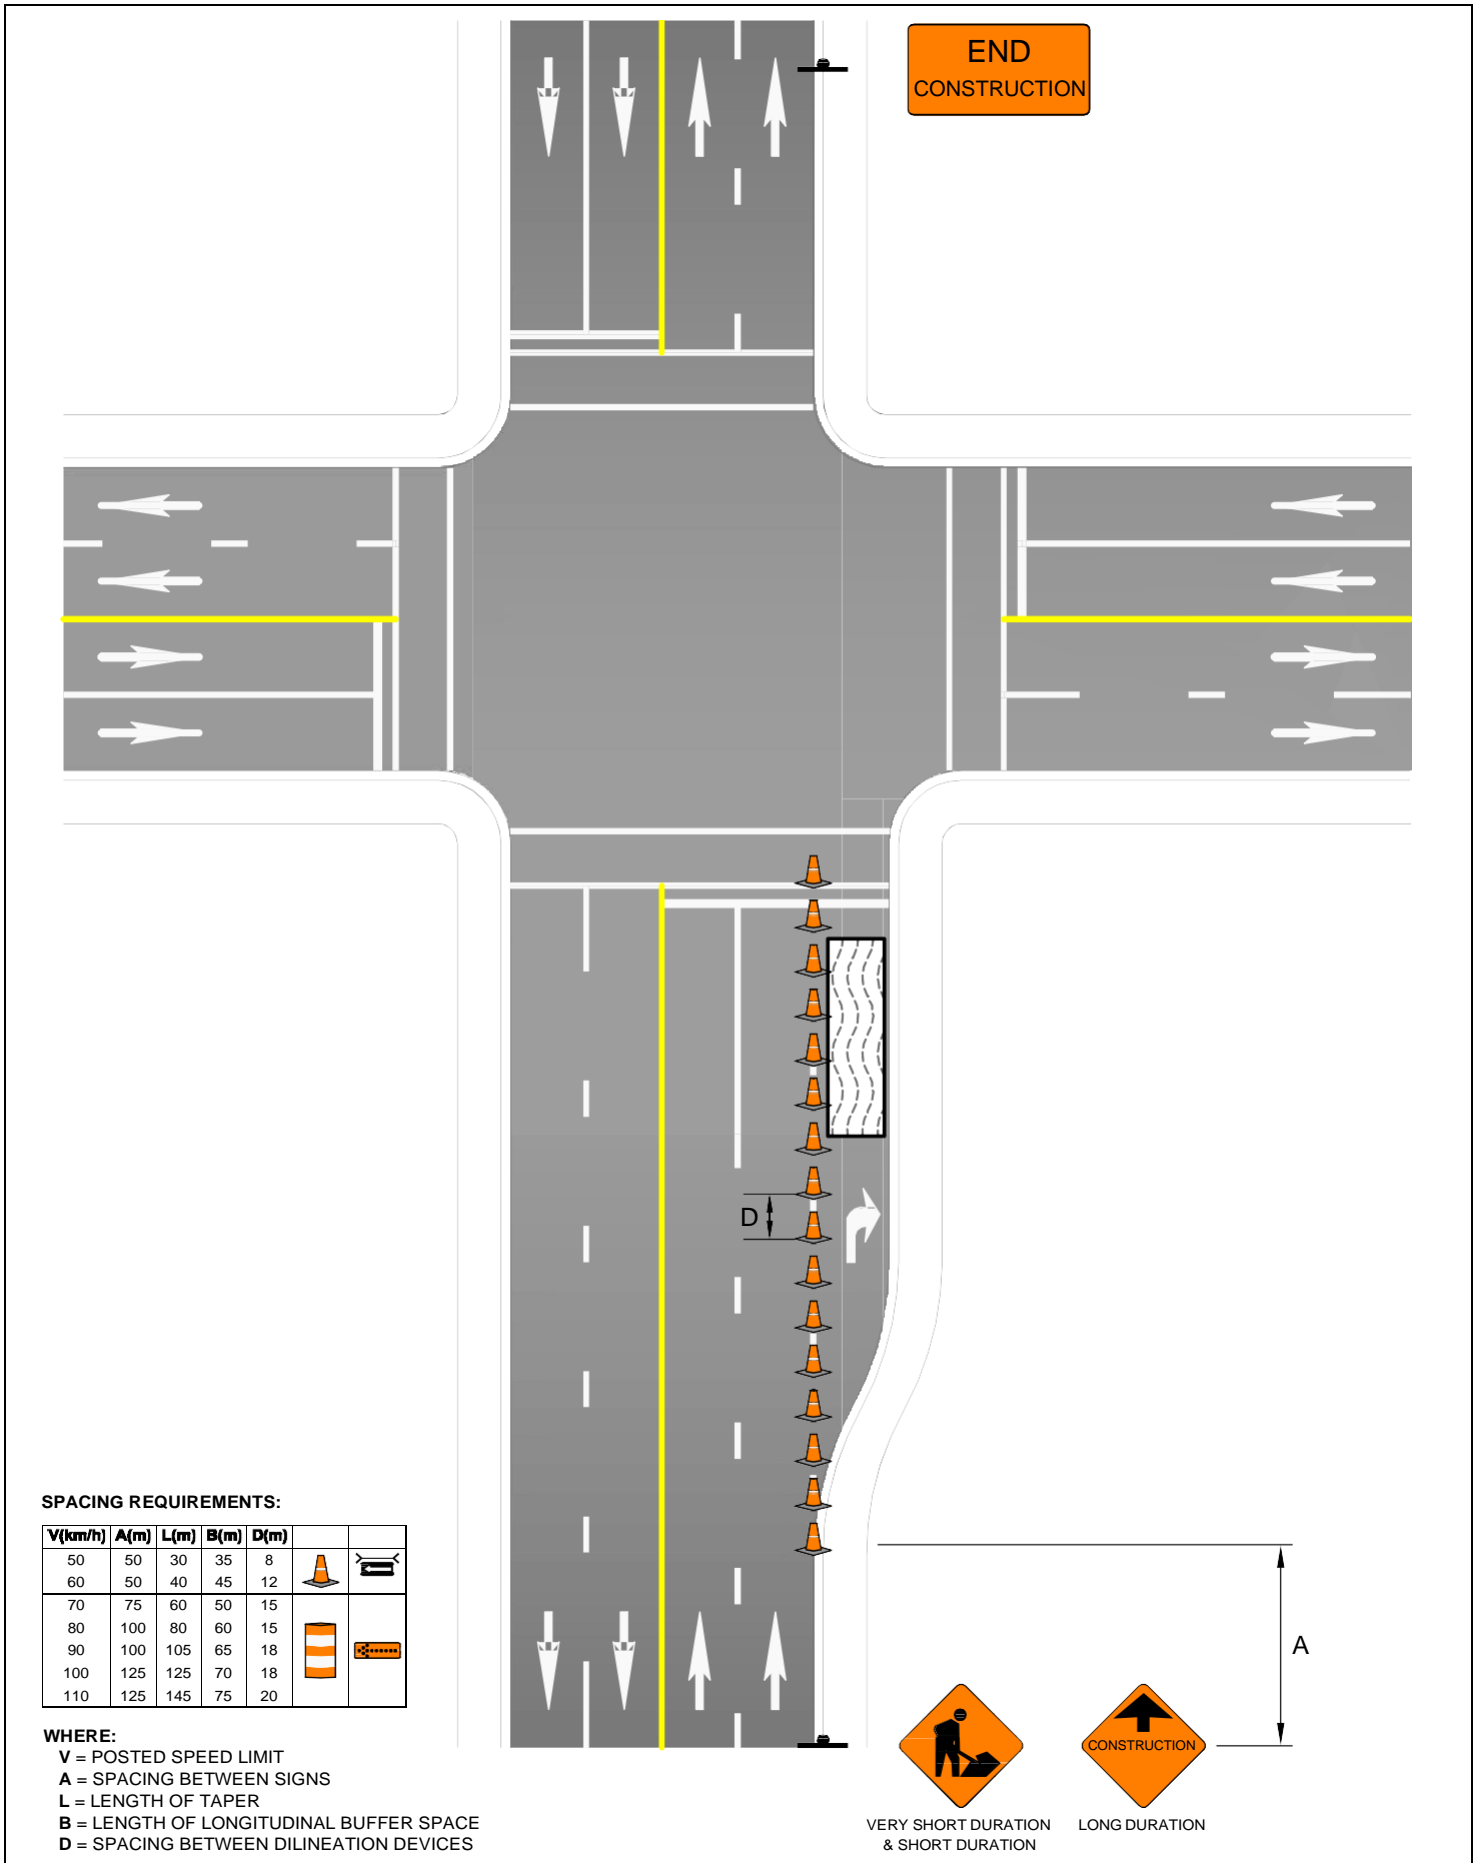 END
CONSTRUCTION
D
SPACING REQUIREMENTS:
V(km/h) A(m) L(m) B(m) D(m)
50 50 30 35 8
60 50 40 45 12
70 75 60 50 15
80 100 80 60 15
90 100 105 65 18
100 125 125 70 18
110 125 145 75 20
WHERE:
V = POSTED SPEED LIMIT
A = SPACING BETWEEN SIGNS
L = LENGTH OF TAPER
B = LENGTH OF LONGITUDINAL BUFFER SPACE
D = SPACING BETWEEN DILINEATION DEVICES
A
CONSTRUCTION
VERY SHORT DURATION
& SHORT DURATION
LONG DURATION